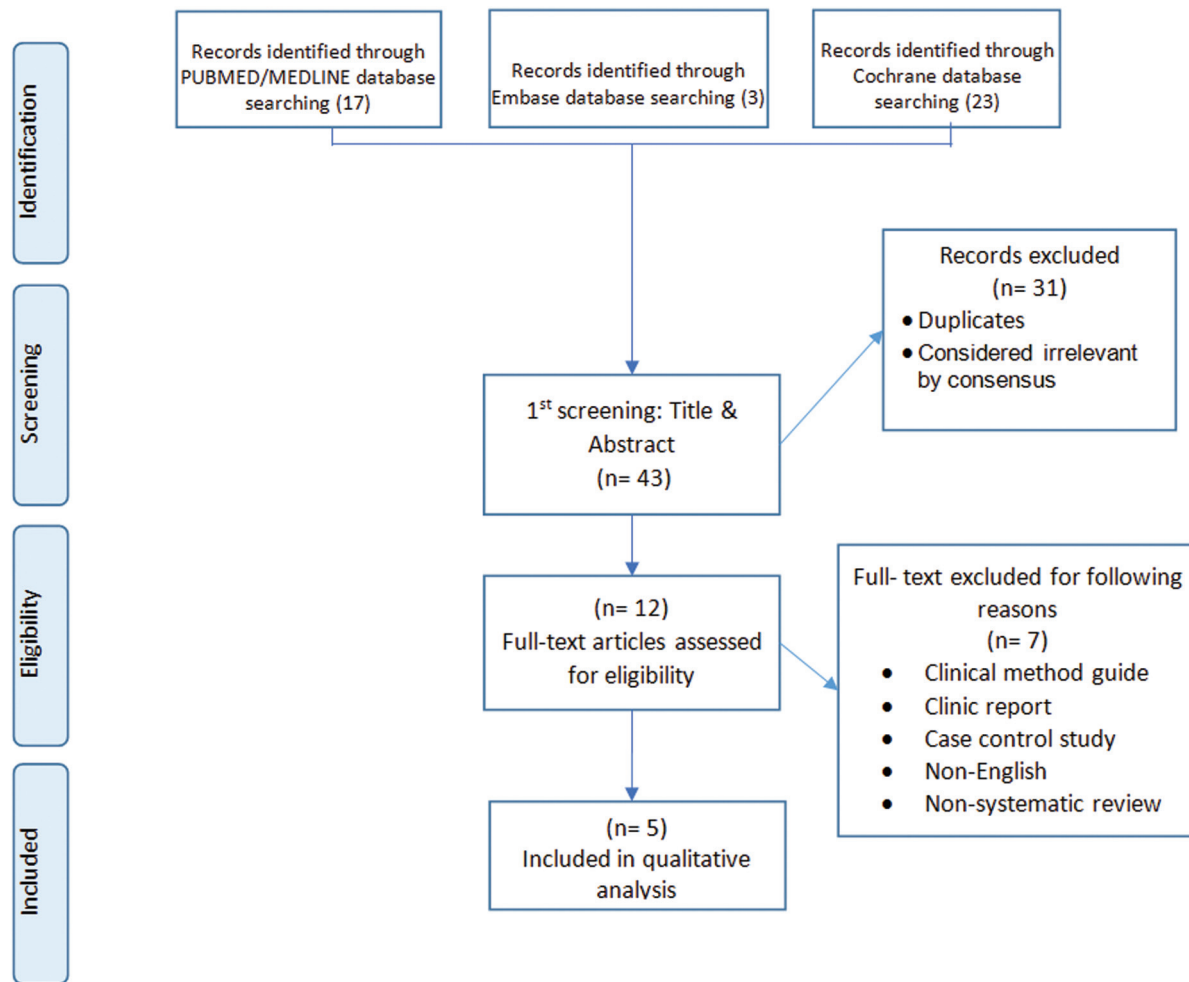 Identification
Records identified through
PUBMED/MEDLINE database
searching (17)
Records identified through
Embase database searching (3)
Records identified through
Cochrane database
searching (23)
Screening
Records excluded
(n= 31)
• Duplicates
• Considered irrelevant
by consensus
1st screening: Title &
Abstract
(n= 43)
Eligibility
(n= 12)
Full-text articles assessed
for eligibility
Full- text excluded for following
reasons
(n= 7)
• Clinical method guide
• Clinic report
• Case control study
• Non-English
• Non-systematic review
Included
(n= 5)
Included in qualitative
analysis